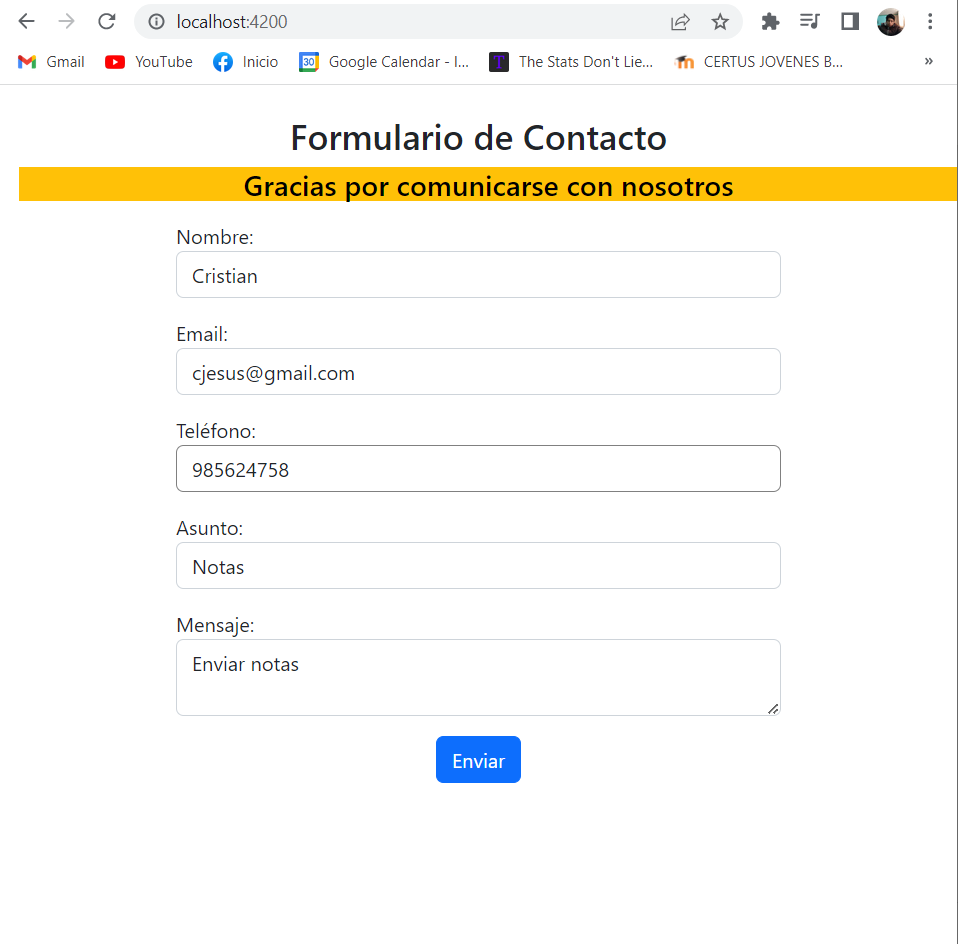 localhost:4200
Gmail YouTube Inicio 30 Google Calendar - I... T The Stats Don't Lie... m CERTUS JOVENES B... »
Formulario de Contacto
Gracias por comunicarse con nosotros
Nombre:
Cristian
Email:
cjesus@gmail.com
Teléfono:
985624758
Asunto:
Notas
Mensaje:
Enviar notas
Enviar